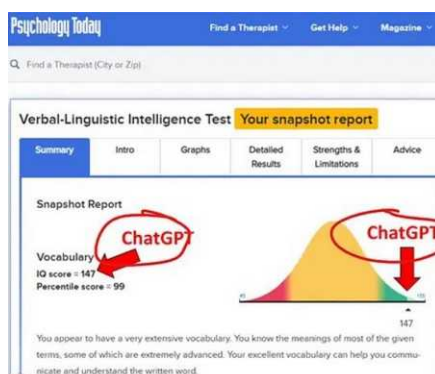 Psychology Today
Find a Therapist Get Help Magazine
Find a Therapist (City or Zip)
Verbal-Linguistic Intelligence Test Your snapshot report
Summary Intro Graphs Detailed Results Strengths & Limitations Advice
Snapshot Report
ChatGPT
ChatGPT
Vocabulary
IQ score = 147
Percentile score = 99
147
You appear to have a very extensive vocabulary. You know the meanings of most of the given
terms, some of which are extremely advanced. Your excellent vocabulary can help you commu-
nicate and understand the written word.